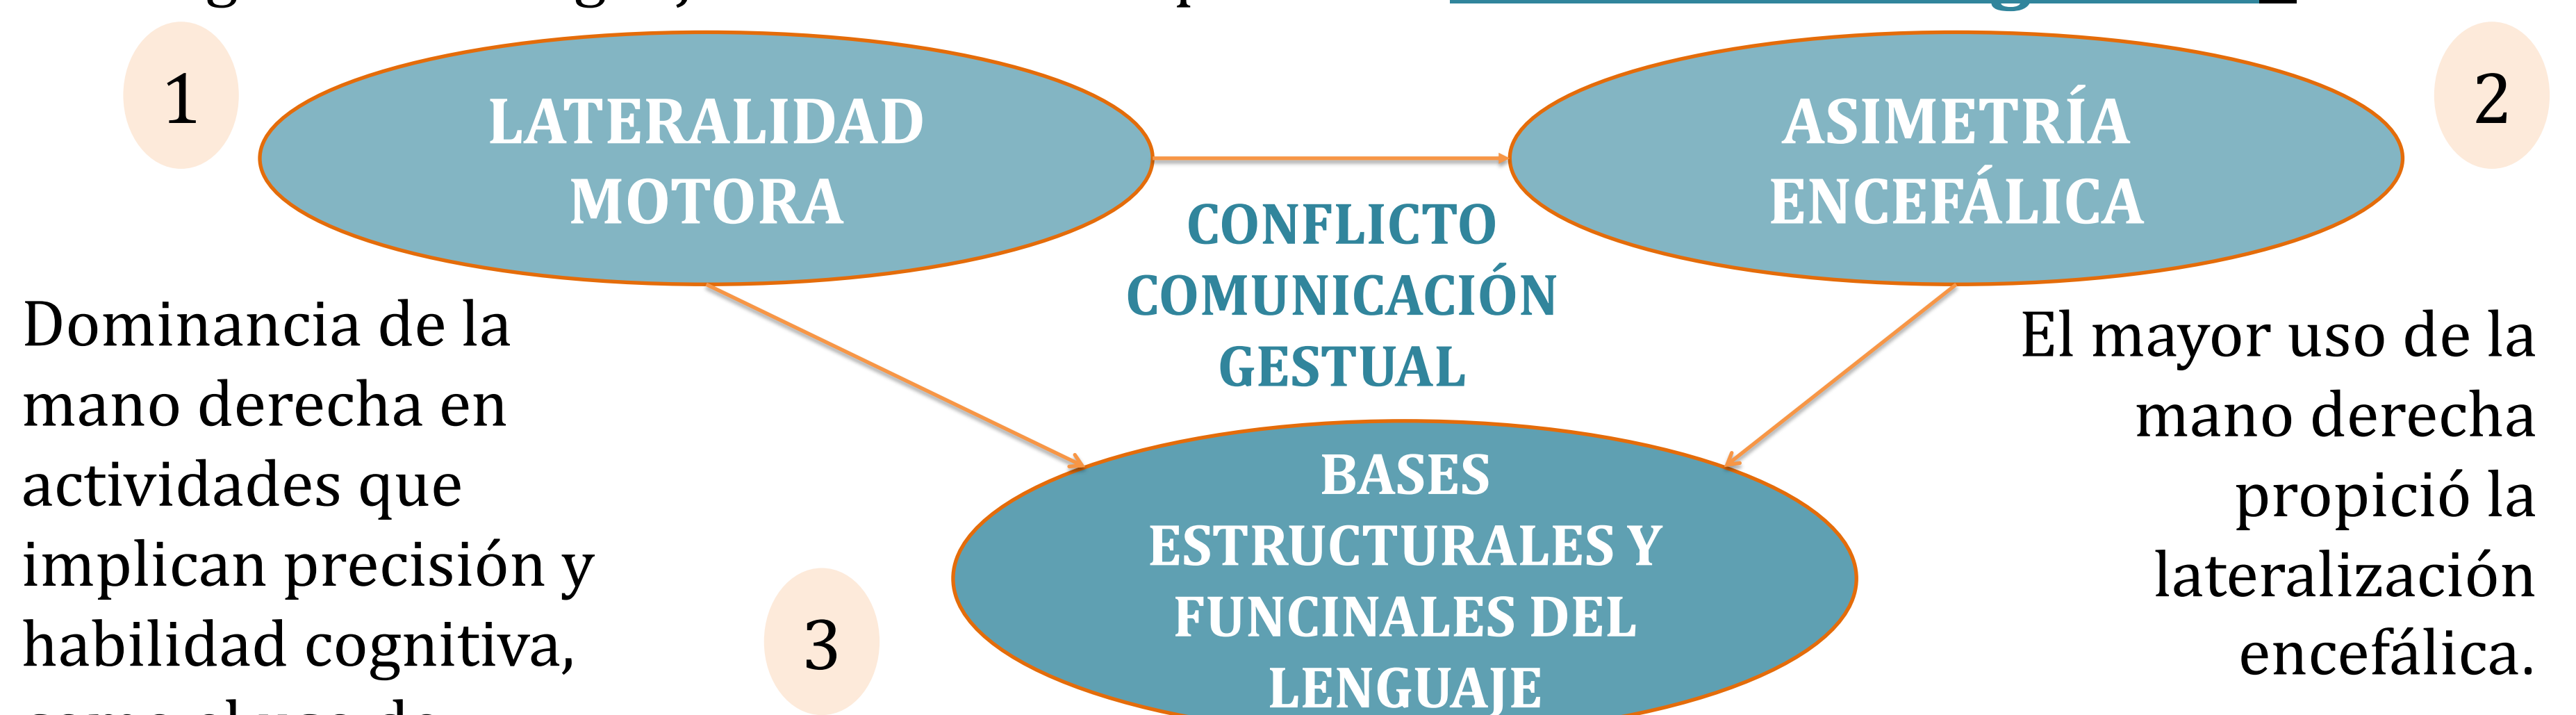 1
LATERALIDAD
MOTORA
ASIMETRÍA
ENCEFÁLICA
2
CONFLICTO
COMUNICACIÓN
GESTUAL
Dominancia de la
mano derecha en
actividades que
implican precisión y
habilidad cognitiva,
El mayor uso de la
mano derecha
propició la
lateralización
encefálica.
3
BASES
ESTRUCTURALES Y
FUNCINALES DEL
LENGUAJE